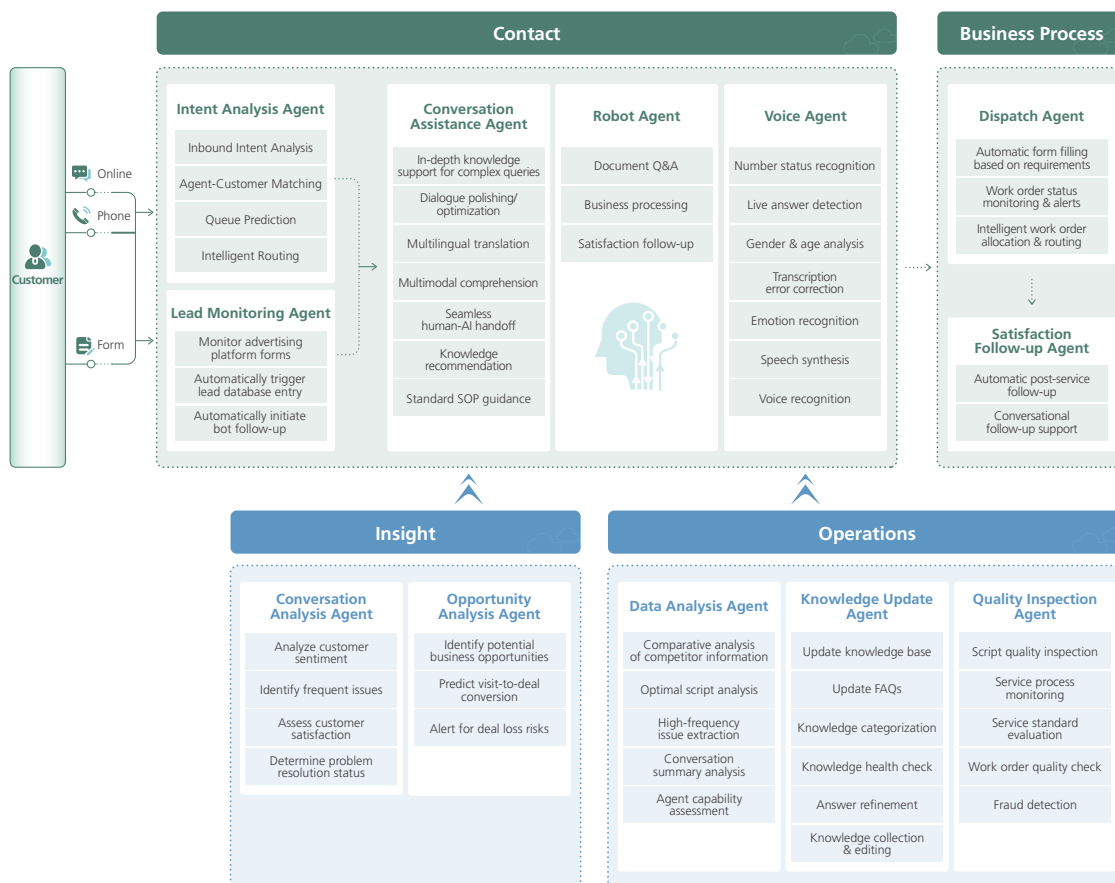 Contact
Business Process
Customer
Online
Phone
Form
Intent Analysis Agent
Inbound Intent Analysis
Agent-Customer Matching
Queue Prediction
Intelligent Routing
Lead Monitoring Agent
Monitor advertising
platform forms
Automatically trigger
lead database entry
Automatically initiate
bot follow-up
Conversation
Assistance Agent
In-depth knowledge
support for complex queries
Dialogue polishing/
optimization
Multilingual translation
Multimodal comprehension
Seamless
human-AI handoff
Knowledge
recommendation
Standard SOP guidance
Robot Agent
Document Q&A
Business processing
Satisfaction follow-up
Voice Agent
Number status recognition
Live answer detection
Gender & age analysis
Transcription
error correction
Emotion recognition
Speech synthesis
Voice recognition
Dispatch Agent
Automatic form filling
based on requirements
Work order status
monitoring & alerts
Intelligent work order
allocation & routing
Satisfaction
Follow-up Agent
Automatic post-service
follow-up
Conversational
follow-up support
Insight
Conversation
Analysis Agent
Analyze customer
sentiment
Identify frequent issues
Assess customer
satisfaction
Determine problem
resolution status
Opportunity
Analysis Agent
Identify potential
business opportunities
Predict visit-to-deal
conversion
Alert for deal loss risks
Operations
Data Analysis Agent
Comparative analysis
of competitor information
Optimal script analysis
High-frequency
issue extraction
Conversation
summary analysis
Agent capability
assessment
Knowledge Update
Agent
Update knowledge base
Update FAQs
Knowledge categorization
Knowledge health check
Answer refinement
Knowledge collection
& editing
Quality Inspection
Agent
Script quality inspection
Service process
monitoring
Service standard
evaluation
Work order quality check
Fraud detection